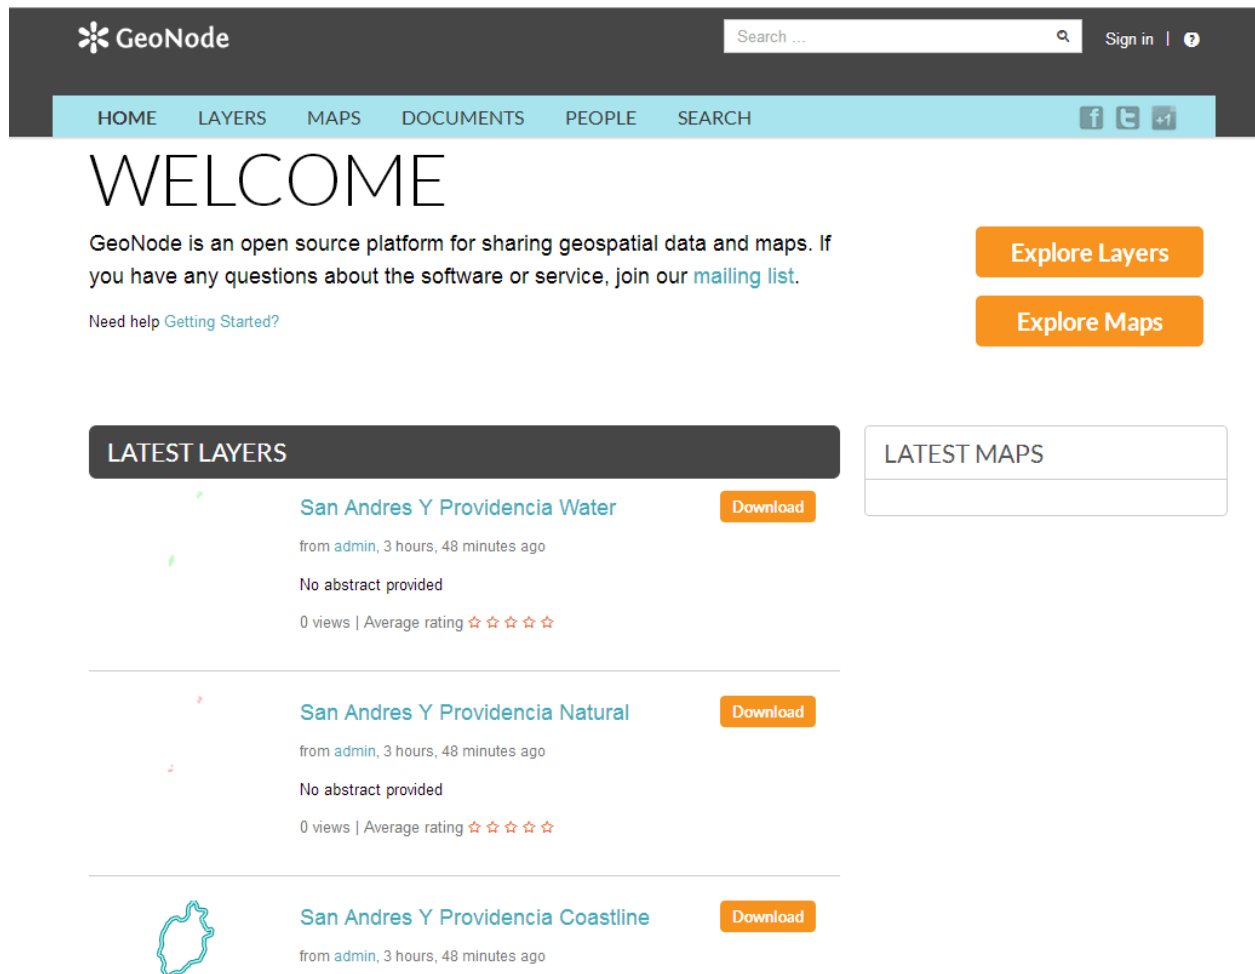 GeoNode
Search ...
Sign in | ?
HOME LAYERS MAPS DOCUMENTS PEOPLE SEARCH
f t +1
WELCOME
GeoNode is an open source platform for sharing geospatial data and maps. If
you have any questions about the software or service, join our mailing list.
Need help Getting Started?
Explore Layers
Explore Maps
LATEST LAYERS
San Andres Y Providencia Water
Download
from admin, 3 hours, 48 minutes ago
No abstract provided
0 views | Average rating
San Andres Y Providencia Natural
Download
from admin, 3 hours, 48 minutes ago
No abstract provided
0 views | Average rating
San Andres Y Providencia Coastline
Download
from admin, 3 hours, 48 minutes ago
LATEST MAPS